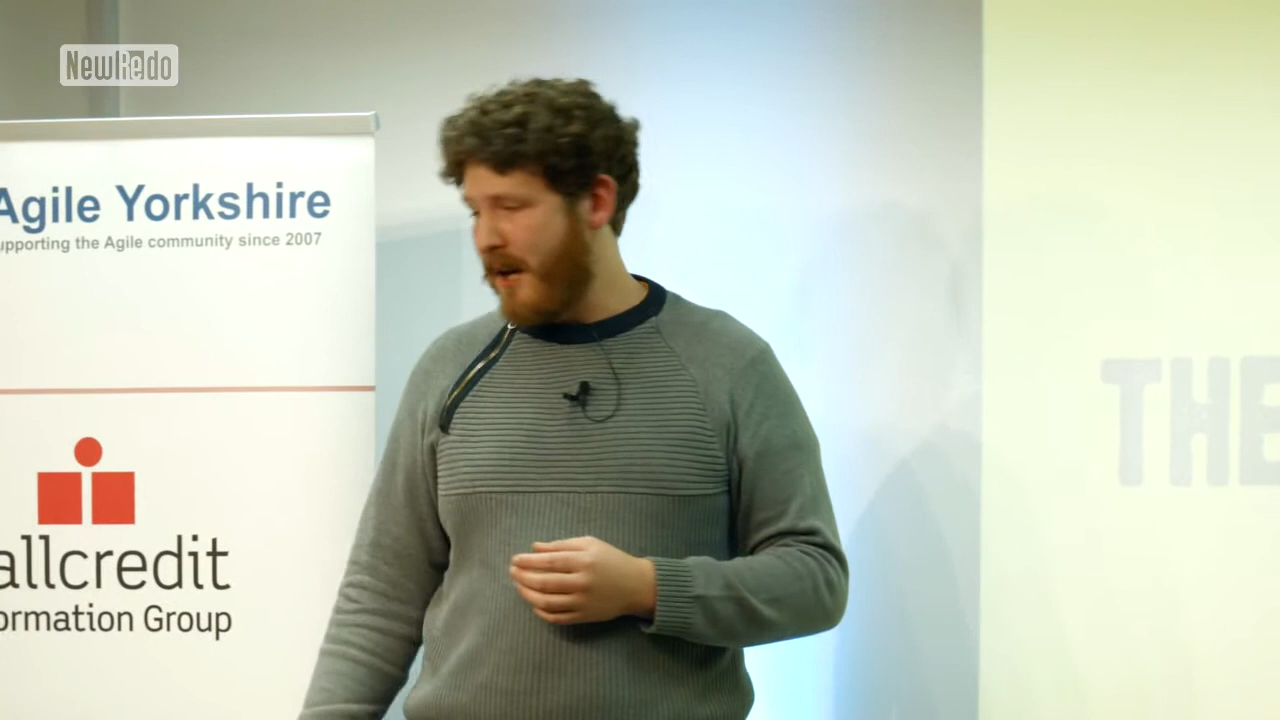 NewRedo
Agile Yorkshire
upporting the Agile community since 2007
allcredit
ormation Group
THE